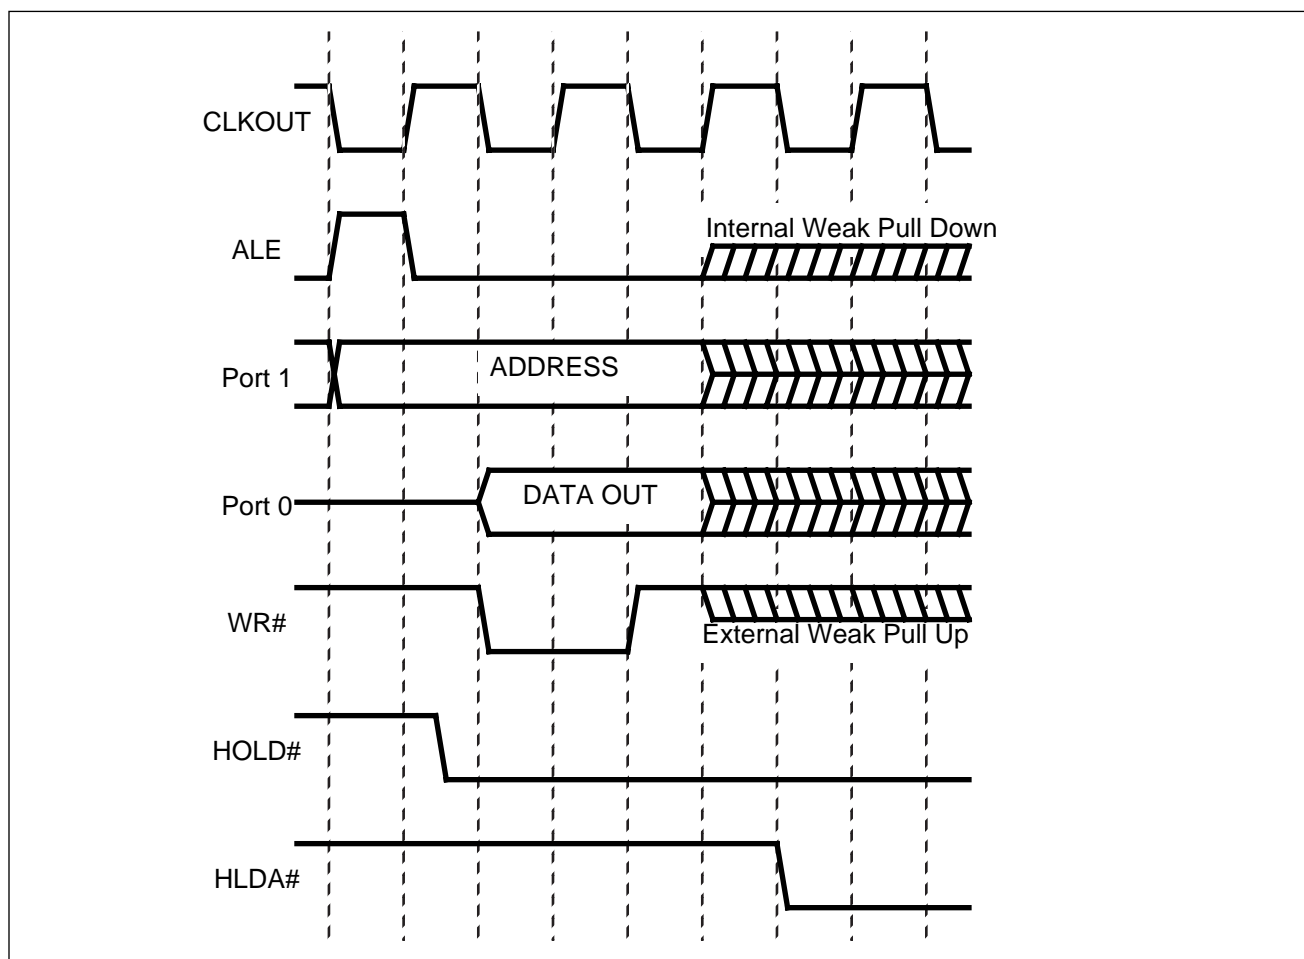 CLKOUT
Internal Weak Pull Down
ALE
ADDRESS
Port 1
DATA OUT
Port 0
WR#
External Weak Pull Up
HOLD#
HLDA#